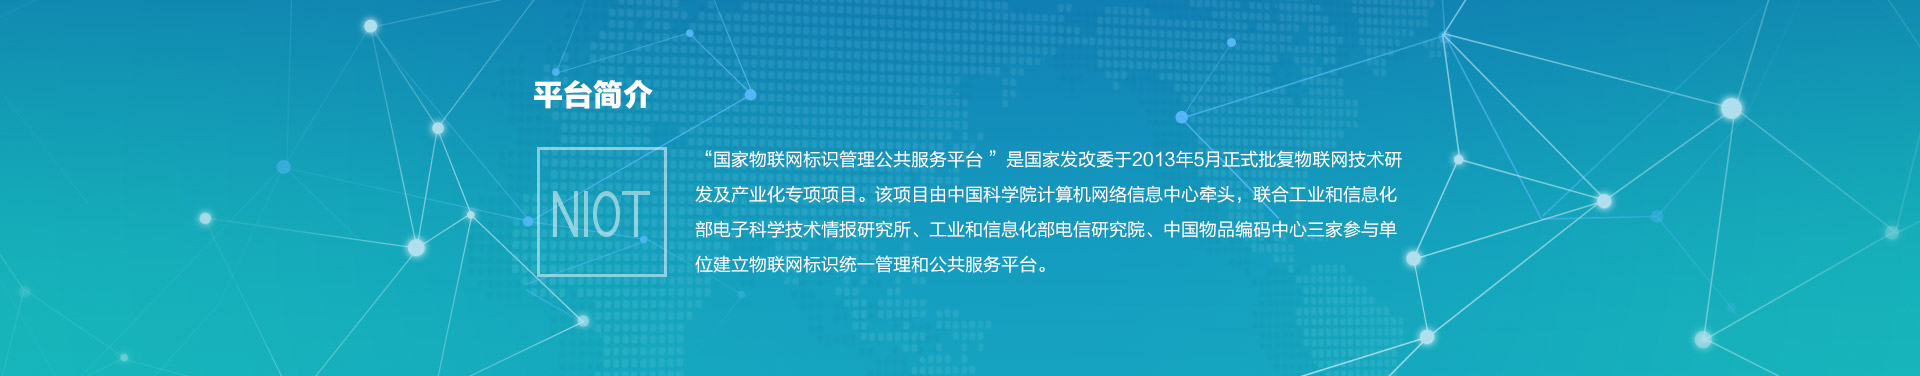 平台简介
NIOT
“国家物联网标识管理公共服务平台 ”是国家发改委于2013年5月正式批复物联网技术研
发及产业化专项项目。该项目由中国科学院计算机网络信息中心牵头，联合工业和信息化
部电子科学技术情报研究所、工业和信息化部电信研究院、中国物品编码中心三家参与单
位建立物联网标识统一管理和公共服务平台。